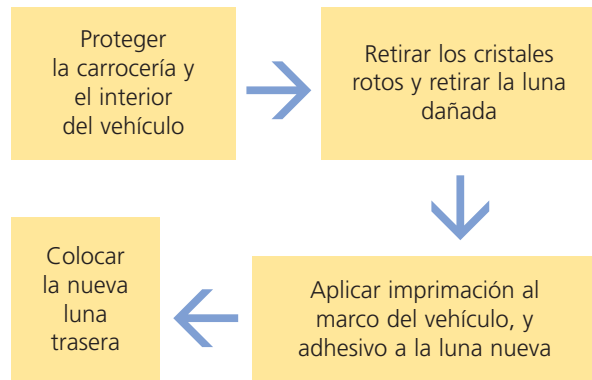 Proteger
la carrocería y
el interior
del vehículo
Retirar los cristales
rotos y retirar la luna
dañada
Aplicar imprimación al
marco del vehículo, y
adhesivo a la luna nueva
Colocar
la nueva
luna
trasera